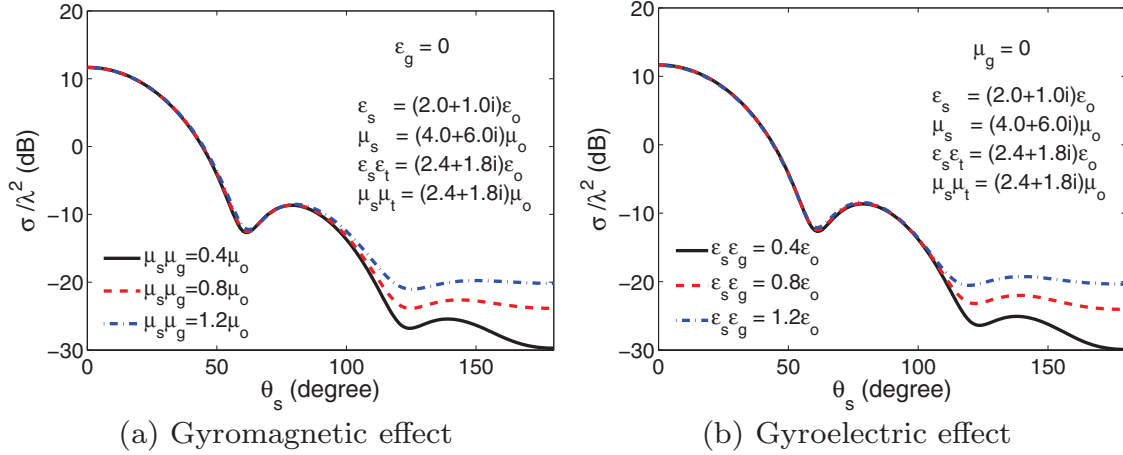 20
10
0
−10
−20
−30
σ/λ² (dB)
ε_g = 0
ε_s = (2.0+1.0i)ε_o
μ_s = (4.0+6.0i)μ_o
ε_sε_t = (2.4+1.8i)ε_o
μ_sμ_t = (2.4+1.8i)μ_o
μ_sμ_g=0.4μ_o
μ_sμ_g=0.8μ_o
μ_sμ_g=1.2μ_o
0 50 100 150
θ_s (degree)
(a) Gyromagnetic effect
20
10
0
−10
−20
−30
σ/λ² (dB)
μ_g = 0
ε_s = (2.0+1.0i)ε_o
μ_s = (4.0+6.0i)μ_o
ε_sε_t = (2.4+1.8i)ε_o
μ_sμ_t = (2.4+1.8i)μ_o
ε_sε_g = 0.4ε_o
ε_sε_g = 0.8ε_o
ε_sε_g = 1.2ε_o
0 50 100 150
θ_s (degree)
(b) Gyroelectric effect